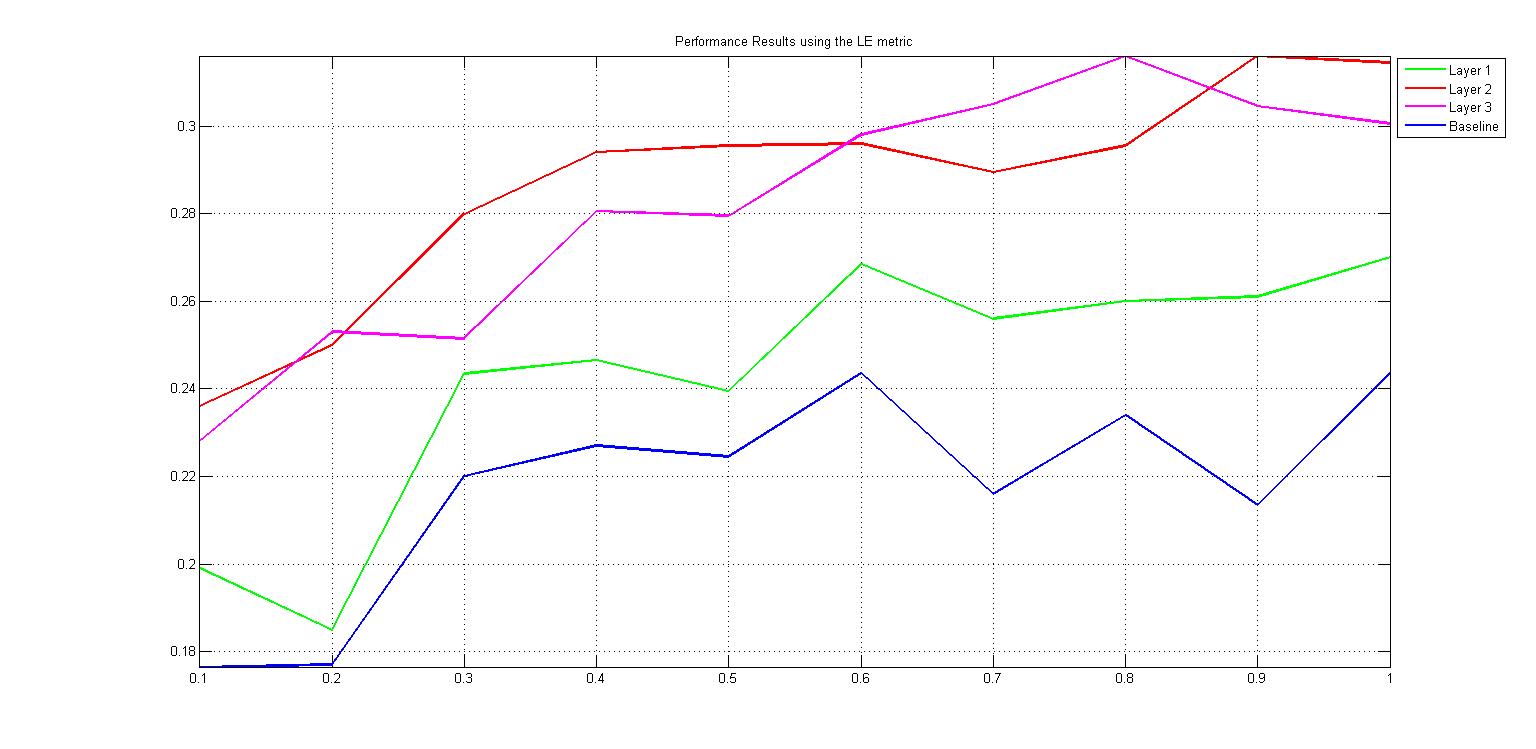 Performance Results using the LE metric
Layer 1
Layer 2
Layer 3
Baseline
0.3
0.28
0.26
0.24
0.22
0.2
0.18
0.1 0.2 0.3 0.4 0.5 0.6 0.7 0.8 0.9 1